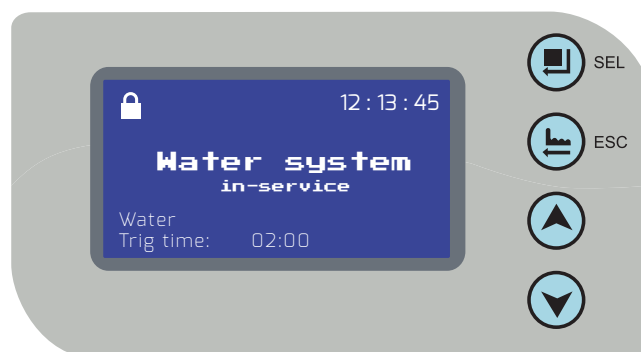 12:13:45
SEL
Water system
in-service
ESC
Water
Trig time: 02:00